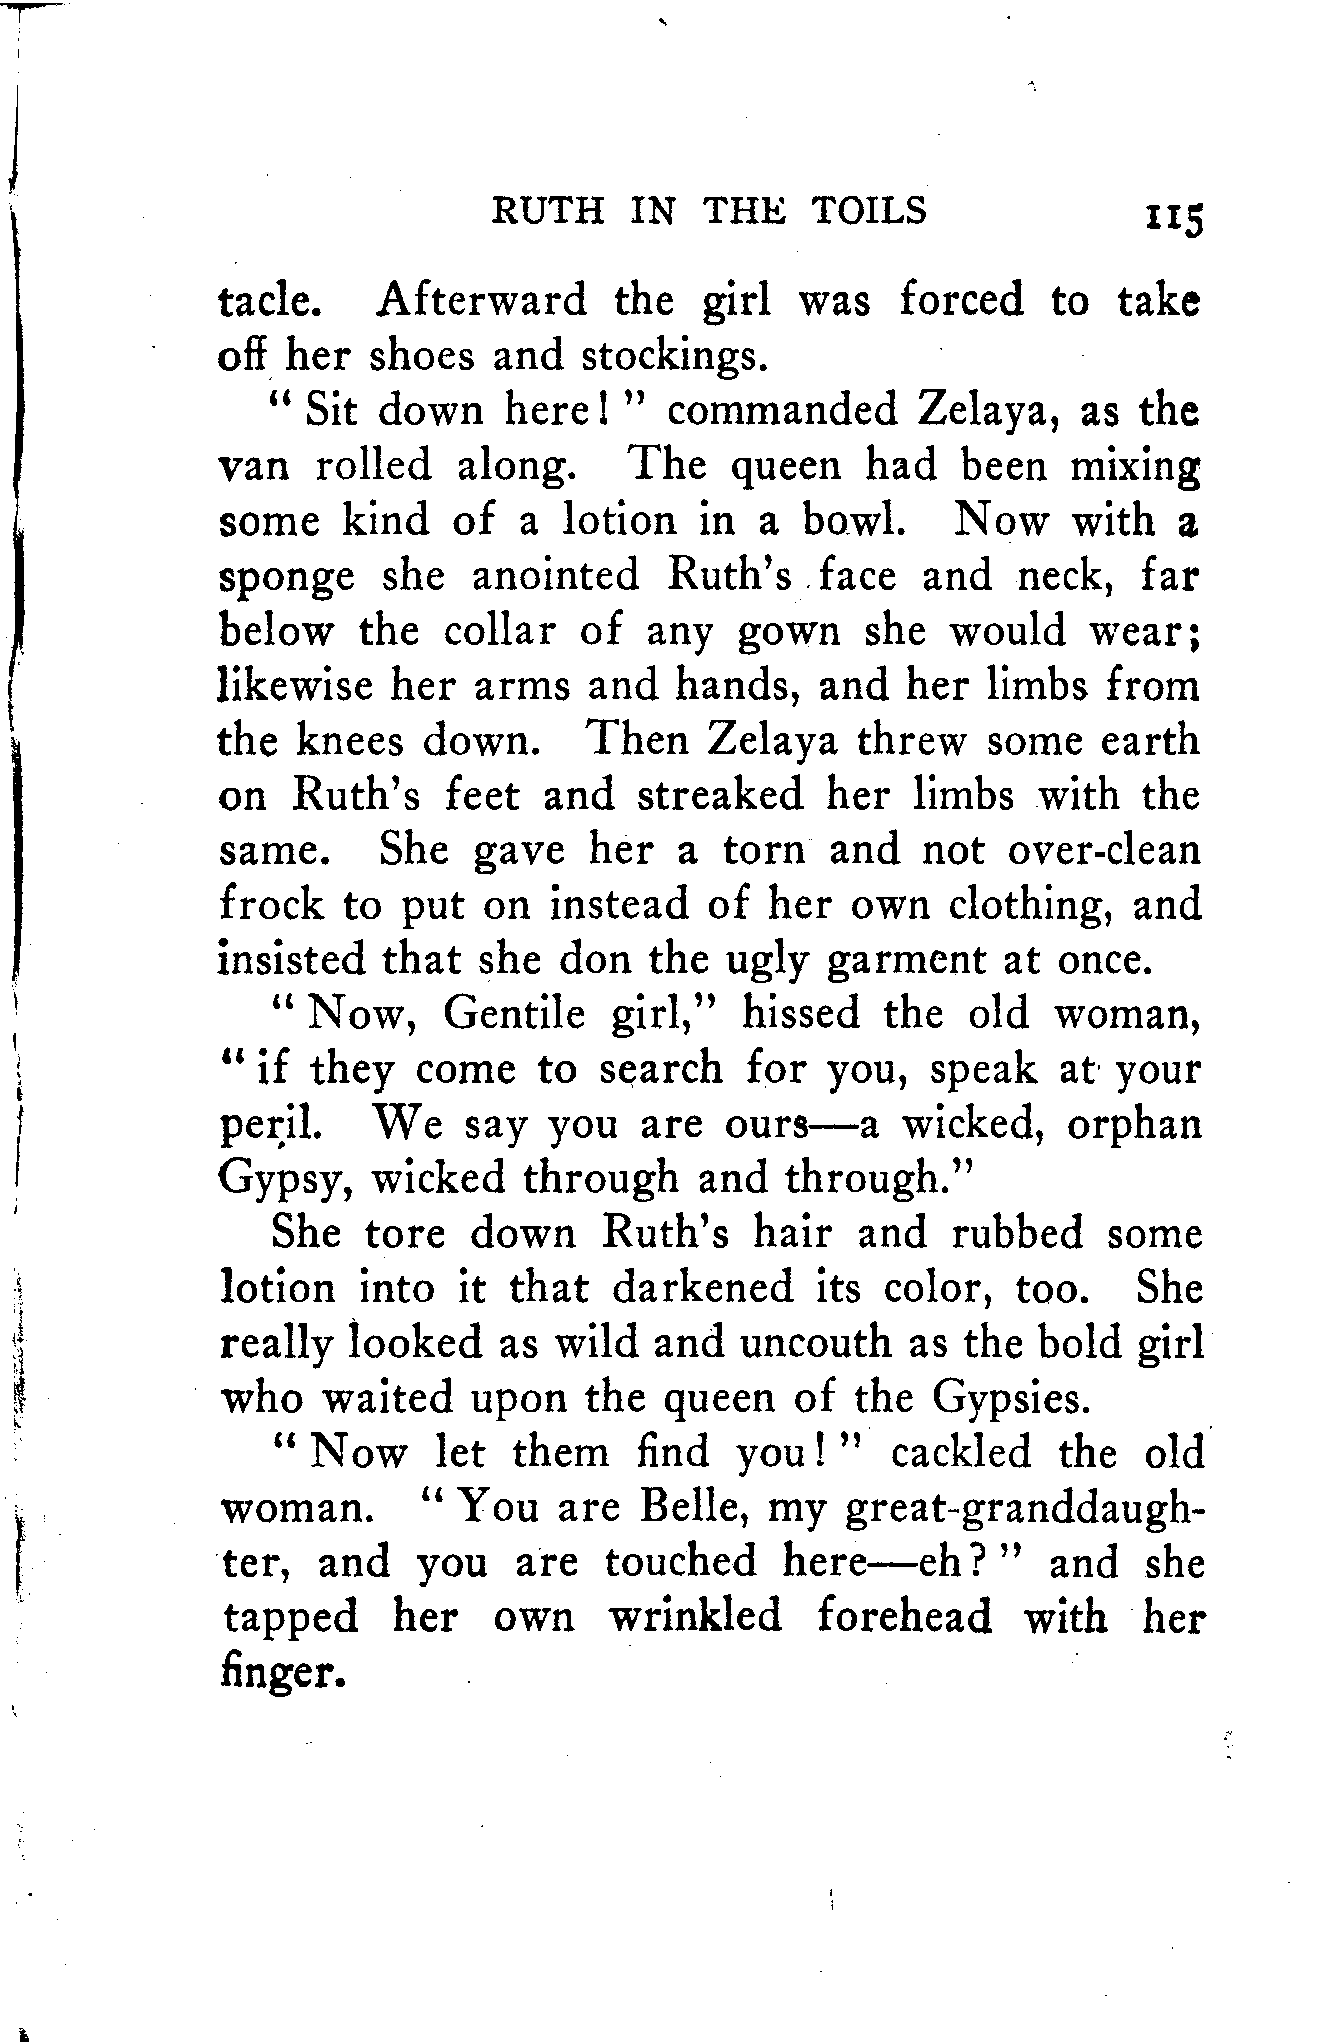 RUTH IN THE TOILS 115
tacle. Afterward the girl was forced to take
off her shoes and stockings.
“ Sit down here! ” commanded Zelaya, as the
van rolled along. The queen had been mixing
some kind of a lotion in a bowl. Now with a
sponge she anointed Ruth’s face and neck, far
below the collar of any gown she would wear;
likewise her arms and hands, and her limbs from
the knees down. Then Zelaya threw some earth
on Ruth’s feet and streaked her limbs with the
same. She gave her a torn and not over-clean
frock to put on instead of her own clothing, and
insisted that she don the ugly garment at once.
“ Now, Gentile girl,” hissed the old woman,
“ if they come to search for you, speak at your
peril. We say you are ours—a wicked, orphan
Gypsy, wicked through and through.”
She tore down Ruth’s hair and rubbed some
lotion into it that darkened its color, too. She
really looked as wild and uncouth as the bold girl
who waited upon the queen of the Gypsies.
“ Now let them find you! ” cackled the old
woman. “ You are Belle, my great-granddaugh-
ter, and you are touched here—eh? ” and she
tapped her own wrinkled forehead with her
finger.